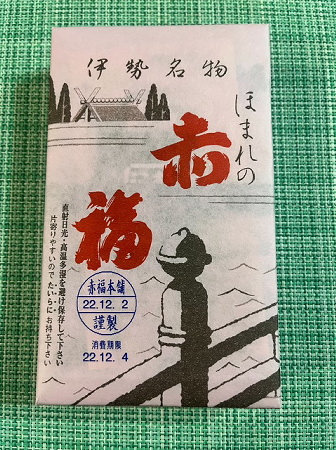 伊勢名物
ほまれの
赤福
赤福本舗
22.12. 2
謹製
消費期限
22.12. 4
直射日光・高温多湿を避け保存して下さい
片寄りやすいのでたいらにお持ち下さい